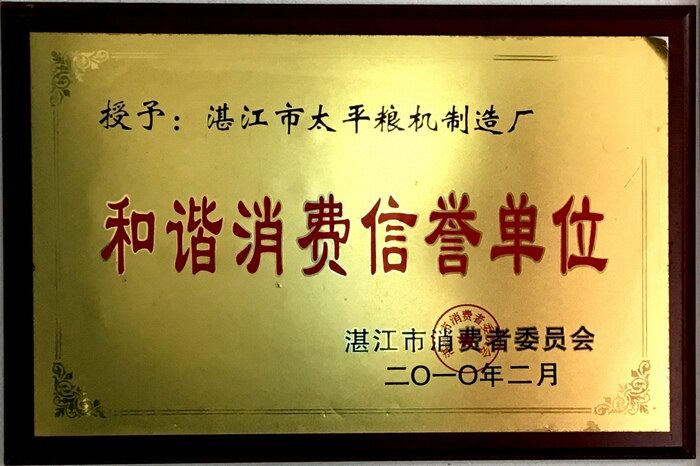 授予：湛江市太平粮机制造厂
和谐消费信誉单位
湛江市消费者委员会
二〇一〇年二月